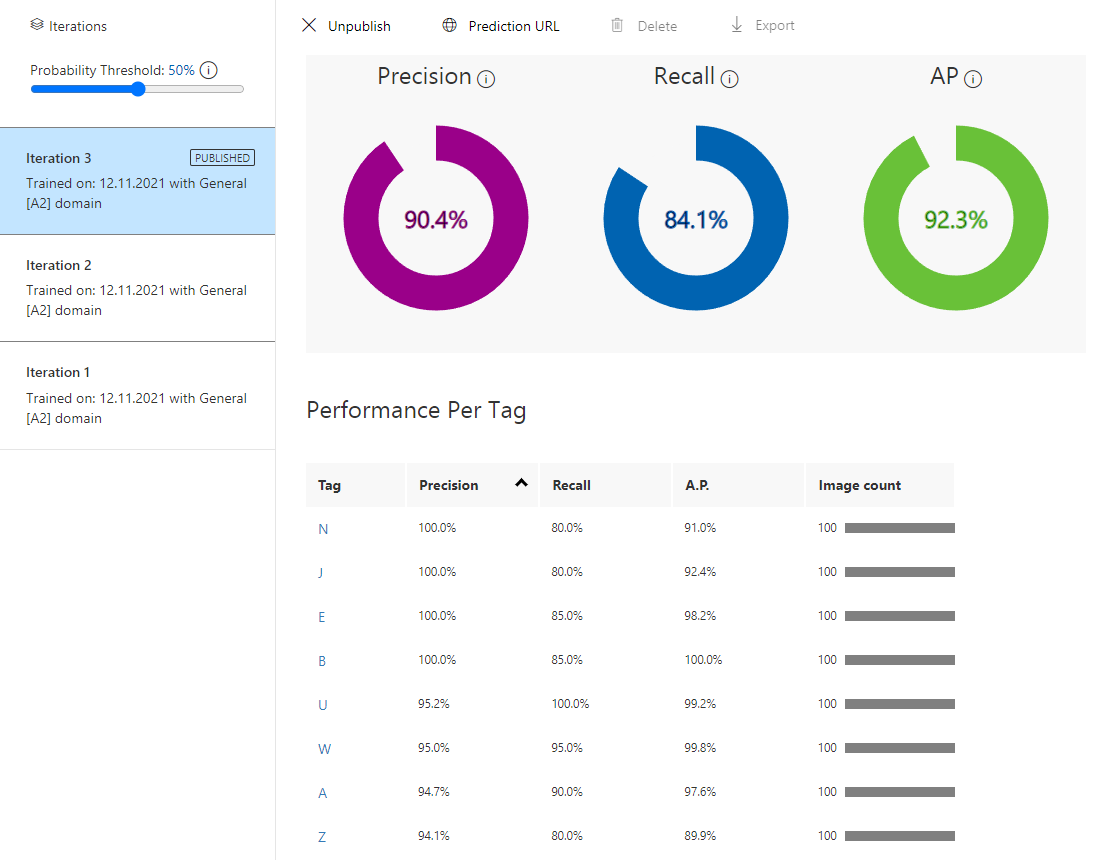 Iterations
Unpublish
Prediction URL
Delete
Export
Probability Threshold: 50% i
Iteration 3 PUBLISHED
Trained on: 12.11.2021 with General
[A2] domain
Iteration 2
Trained on: 12.11.2021 with General
[A2] domain
Iteration 1
Trained on: 12.11.2021 with General
[A2] domain
Precision i
Recall i
AP i
90.4%
84.1%
92.3%
Performance Per Tag
Tag Precision Recall A.P. Image count
N 100.0% 80.0% 91.0% 100
J 100.0% 80.0% 92.4% 100
E 100.0% 85.0% 98.2% 100
B 100.0% 85.0% 100.0% 100
U 95.2% 100.0% 99.2% 100
W 95.0% 95.0% 99.8% 100
A 94.7% 90.0% 97.6% 100
Z 94.1% 80.0% 89.9% 100